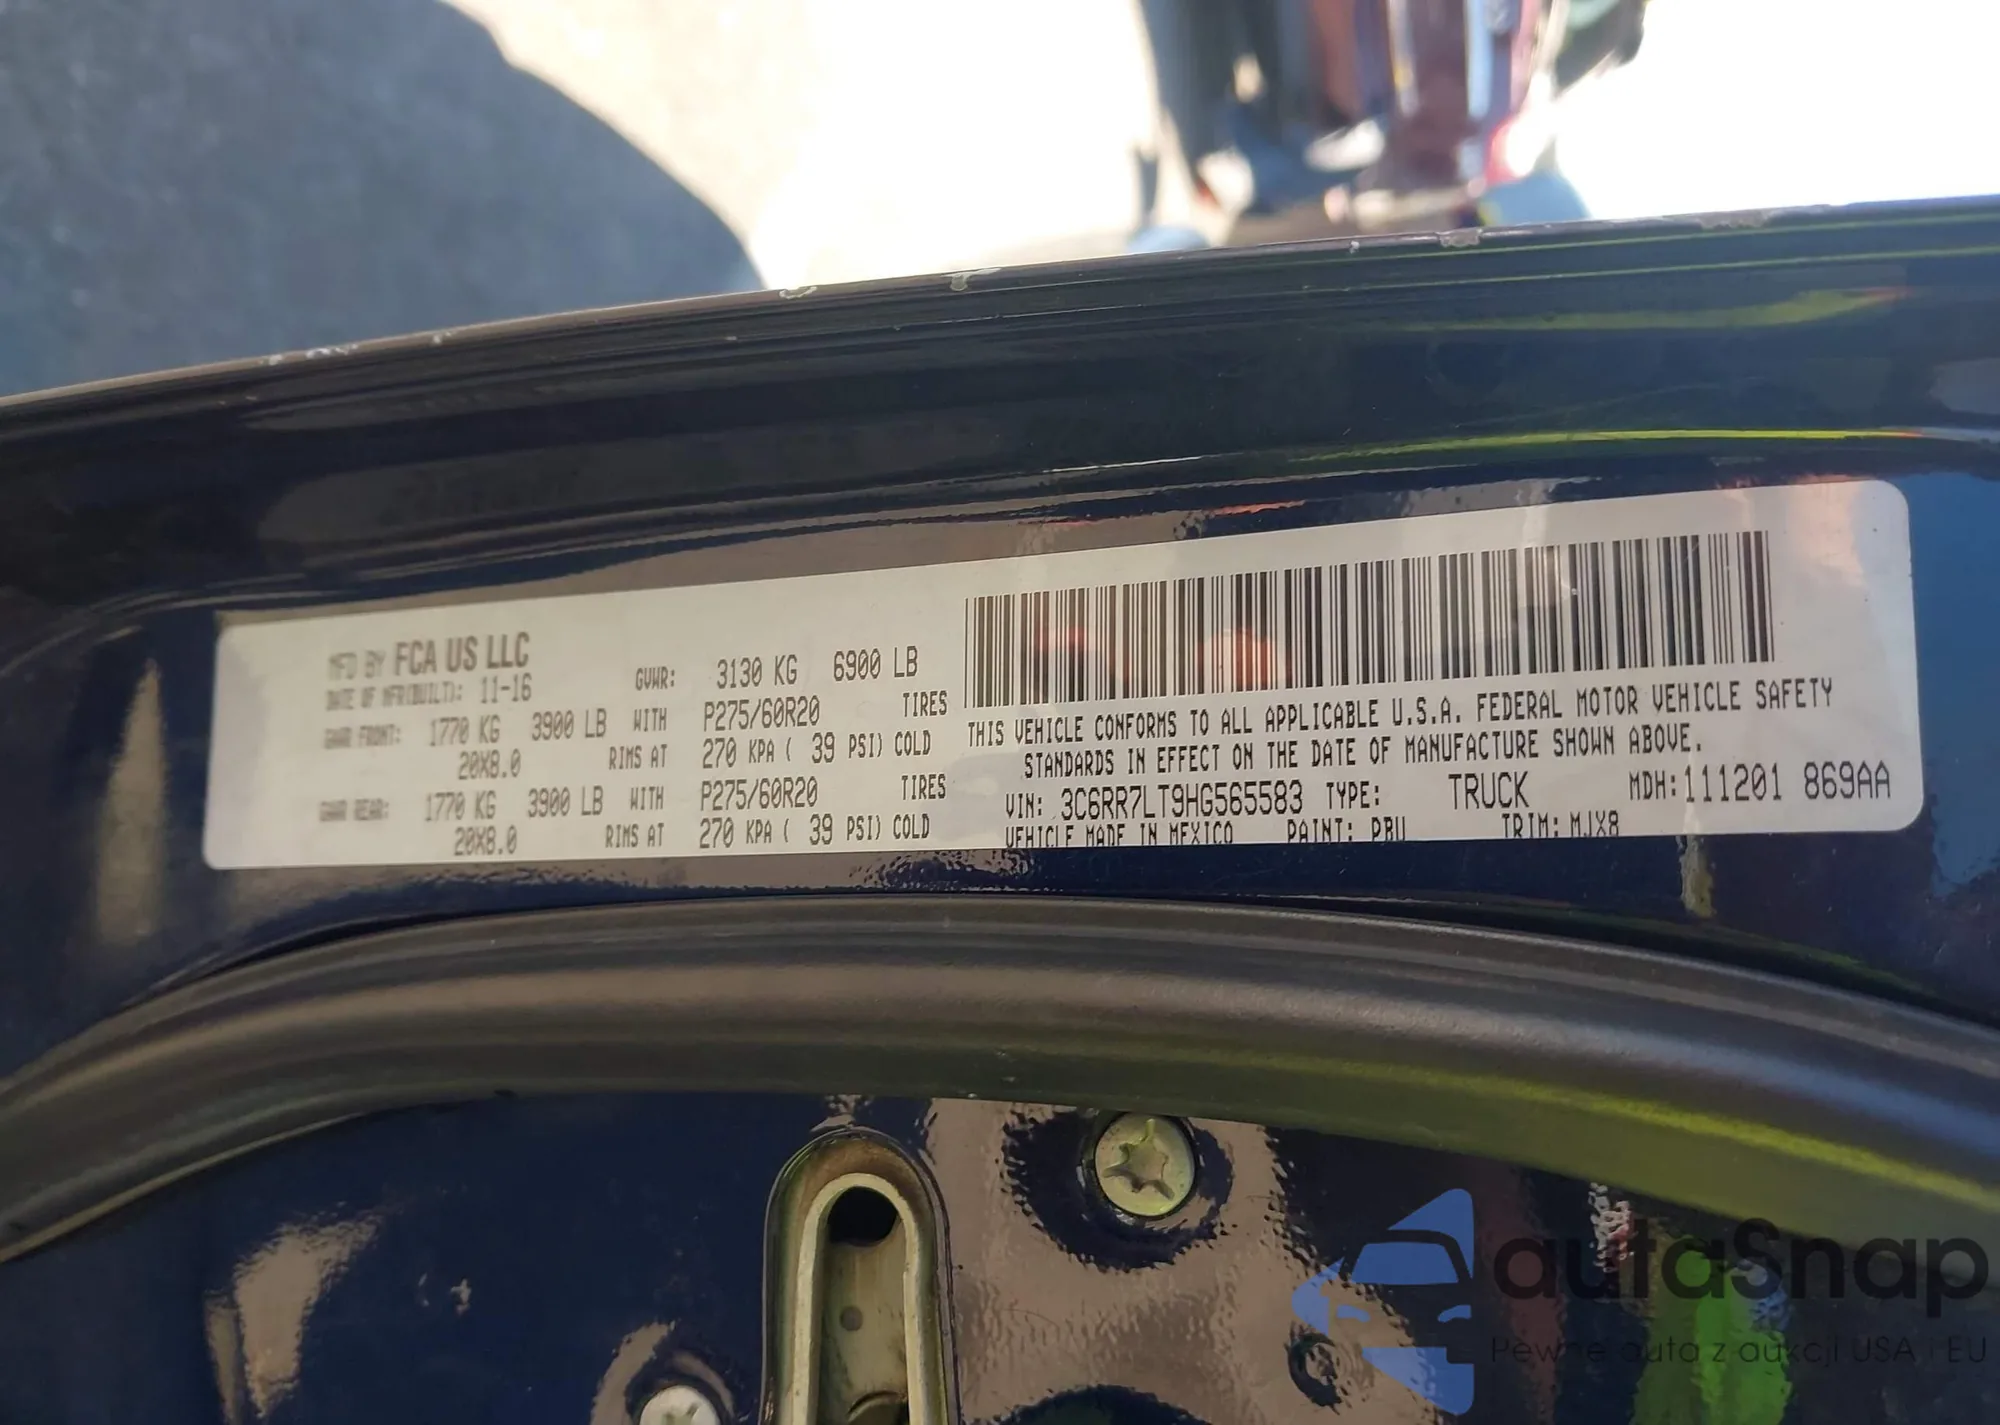 MFD BY FCA US LLC
DATE OF MFR(BUILT): 11-16
GVWR: 3130 KG 6900 LB
GAWR FRONT: 1770 KG 3900 LB WITH P275/60R20 TIRES
20X8.0 RIMS AT 270 KPA ( 39 PSI) COLD
GAWR REAR: 1770 KG 3900 LB WITH P275/60R20 TIRES
20X8.0 RIMS AT 270 KPA ( 39 PSI) COLD
THIS VEHICLE CONFORMS TO ALL APPLICABLE U.S.A. FEDERAL MOTOR VEHICLE SAFETY
STANDARDS IN EFFECT ON THE DATE OF MANUFACTURE SHOWN ABOVE.
VIN: 3C6RR7LT9HG565583 TYPE: TRUCK MDH:111201 869AA
VEHICLE MADE IN MEXICO PAINT: PBU TRIM: MJX8
autaSnap
Pewne auta z aukcji USA i EU